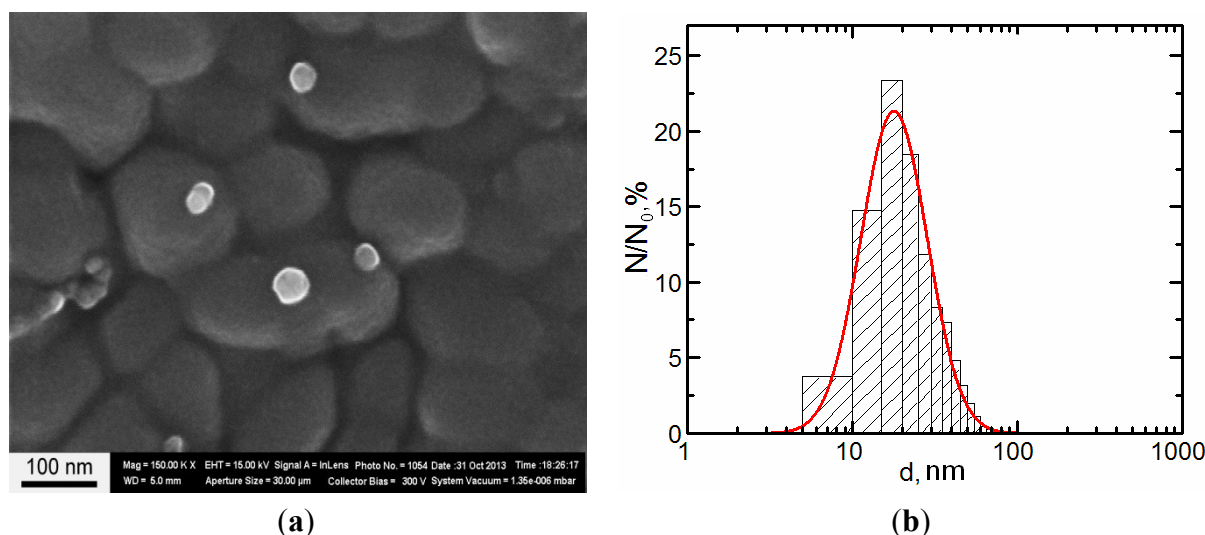 100 nm
Mag = 150.00 K X EHT = 15.00 kV Signal A = InLens Photo No. = 1054 Date :31 Oct 2013 Time :18:26:17
WD = 5.0 mm Aperture Size = 30.00 µm Collector Bias = 300 V System Vacuum = 1.35e-006 mbar
(a)
25
20
15
10
5
0
N/N₀,%
1 10 100 1000
d, nm
(b)